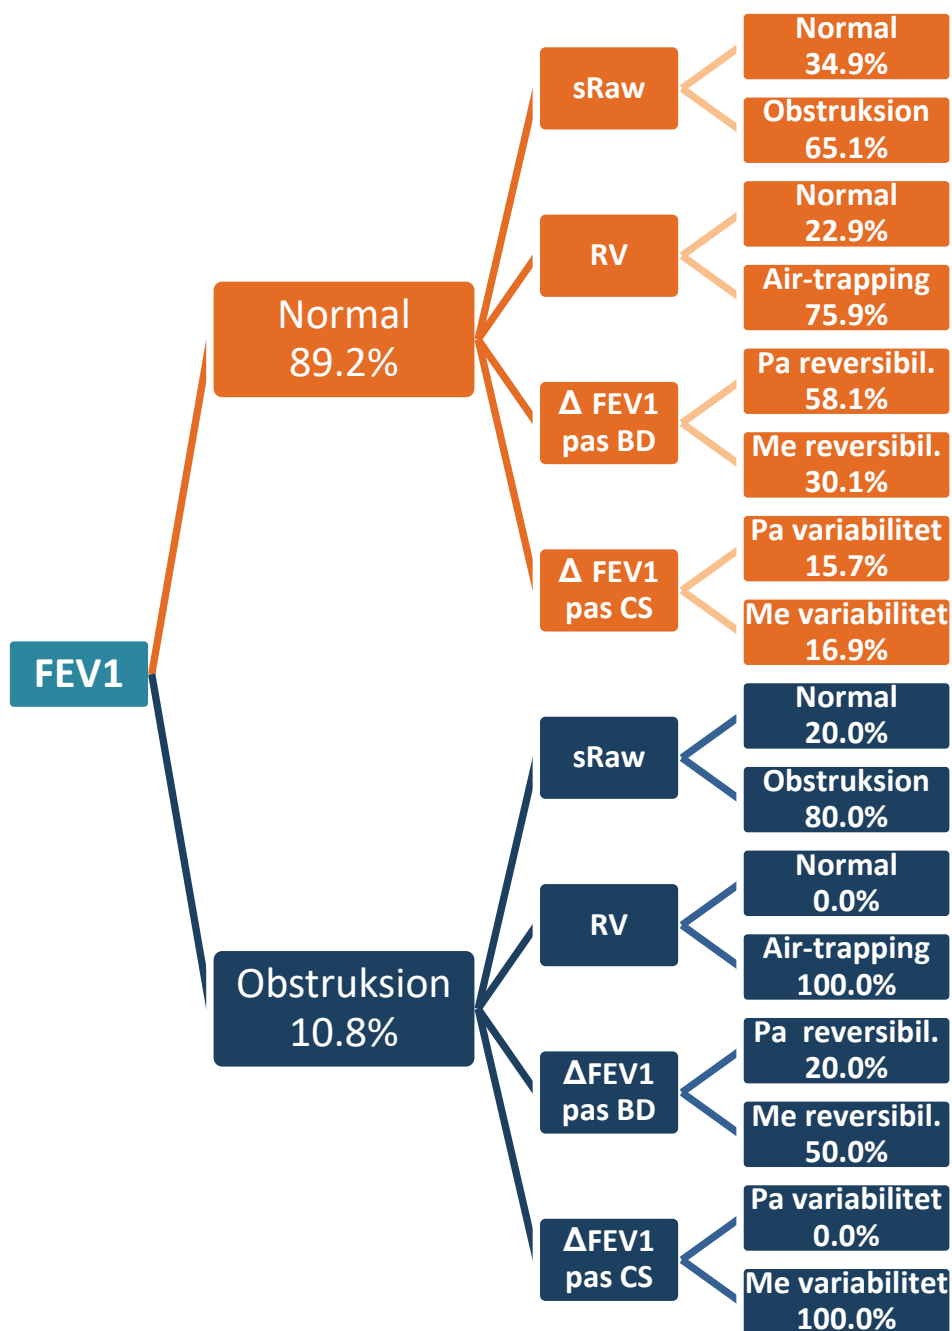 FEV1
Normal
89.2%
sRaw
Normal
34.9%
Obstruksion
65.1%
RV
Normal
22.9%
Air-trapping
75.9%
Δ FEV1
pas BD
Pa reversibil.
58.1%
Me reversibil.
30.1%
Δ FEV1
pas CS
Pa variabilitet
15.7%
Me variabilitet
16.9%
Obstruksion
10.8%
sRaw
Normal
20.0%
Obstruksion
80.0%
RV
Normal
0.0%
Air-trapping
100.0%
ΔFEV1
pas BD
Pa reversibil.
20.0%
Me reversibil.
50.0%
ΔFEV1
pas CS
Pa variabilitet
0.0%
Me variabilitet
100.0%